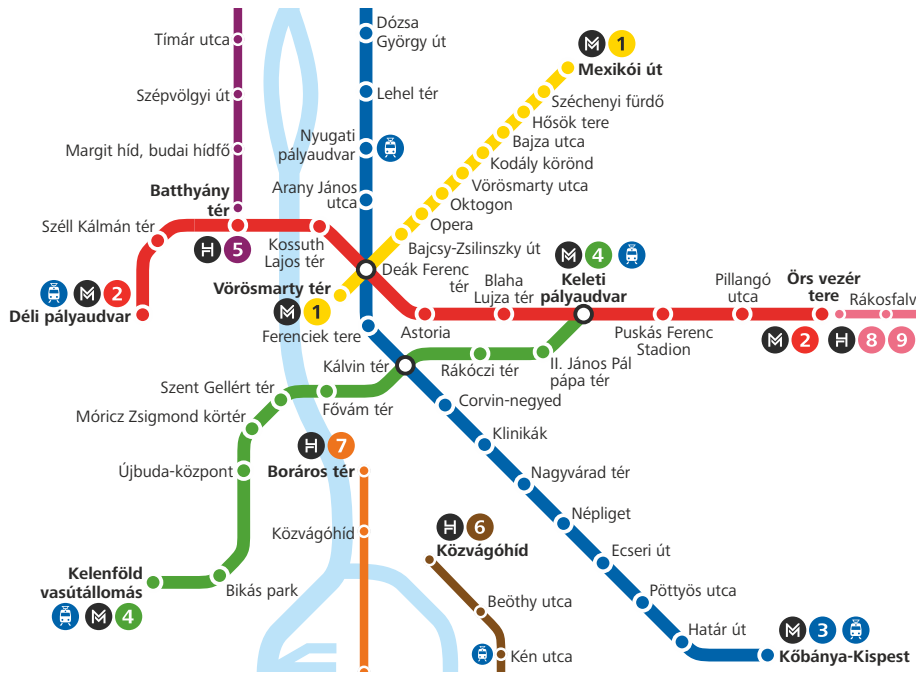 Dózsa
György út
Tímár utca
M 1
Mexikói út
Lehel tér
Szépvölgyi út
Széchenyi fürdő
Hősök tere
Bajza utca
Nyugati
pályaudvar
Margit híd, budai hídfő
Kodály körönd
Vörösmarty utca
Batthyány
tér
Arany János
utca
Oktogon
Opera
Széll Kálmán tér
H 5
Kossuth
Lajos tér
Bajcsy-Zsilinszky út
M 4
Keleti
pályaudvar
Deák Ferenc
tér
Blaha
Lujza tér
Pillangó
utca
Örs vezér
tere
Rákosfalv
M 2
Déli pályaudvar
Vörösmarty tér
M 1
Ferenciek tere
Astoria
Puskás Ferenc
Stadion
M 2
H 8 9
Kálvin tér
Rákóczi tér
II. János Pál
pápa tér
Szent Gellért tér
Fővám tér
Corvin-negyed
Móricz Zsigmond körtér
Klinikák
H 7
Boráros tér
Újbuda-központ
Nagyvárad tér
Közvágóhíd
H 6
Közvágóhíd
Népliget
Ecseri út
Kelenföld
vasútállomás
M 4
Bikás park
Beöthy utca
Pöttyös utca
Határ út
M 3
Kőbánya-Kispest
Kén utca